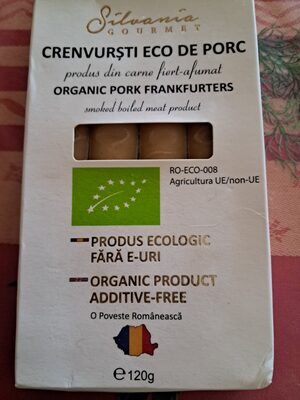 Silvania
GOURMET
CRENVURȘTI ECO DE PORC
produs din carne fiert-afumat
ORGANIC PORK FRANKFURTERS
smoked boiled meat product
RO-ECO-008
Agricultura UE/non-UE
PRODUS ECOLOGIC
FĂRĂ E-URI
ORGANIC PRODUCT
ADDITIVE-FREE
O Poveste Românească
℮120g